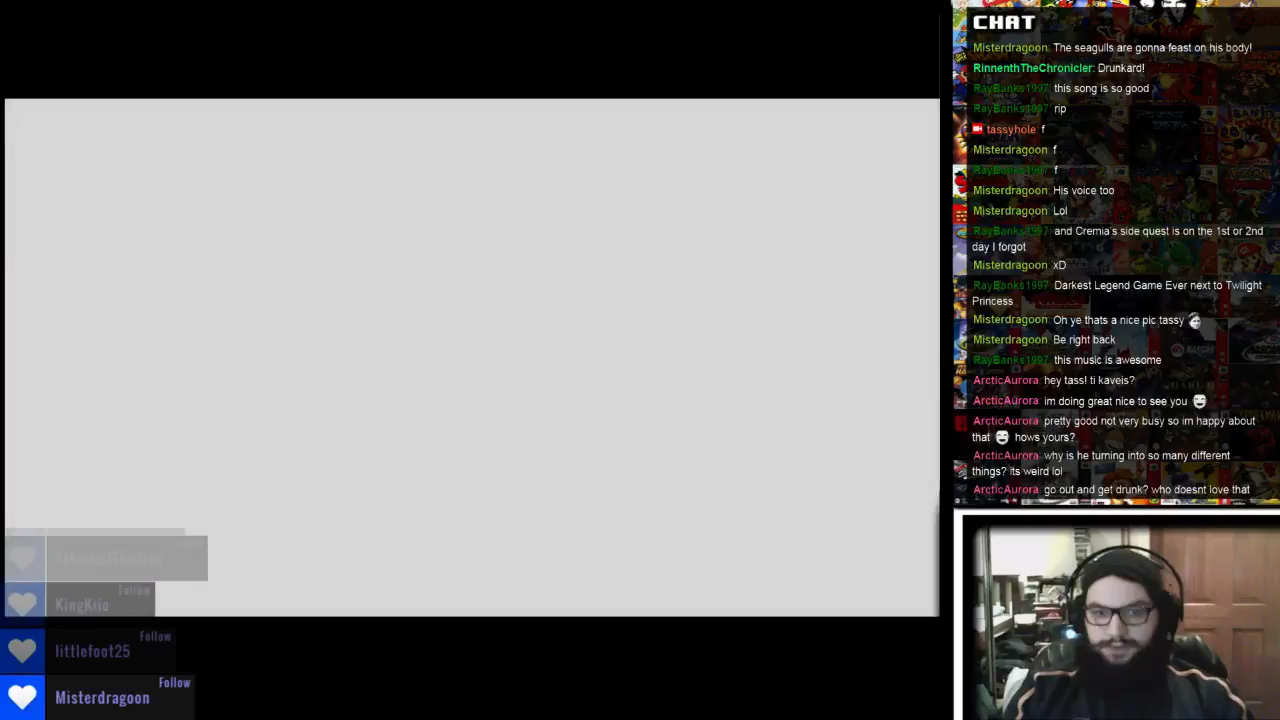 CHAT
Misterdragoon: The seagulls are gonna feast on his body!
RinnenthTheChronicler: Drunkard!
RayBanks1997: this song is so good
RayBanks1997: rip
tassyhole: f
Misterdragoon: f
RayBanks1997: f
Misterdragoon: His voice too
Misterdragoon: Lol
RayBanks1997: and Cremia's side quest is on the 1st or 2nd
day I forgot
Misterdragoon: xD
RayBanks1997: Darkest Legend Game Ever next to Twilight
Princess
Misterdragoon: Oh ye thats a nice pic tassy
Misterdragoon: Be right back
RayBanks1997: this music is awesome
ArcticAurora: hey tass! ti kaveis?
ArcticAurora: im doing great nice to see you
ArcticAurora: pretty good not very busy so im happy about
that hows yours?
ArcticAurora: why is he turning into so many different
things? its weird lol
ArcticAurora: go out and get drunk? who doesnt love that
Follow
KingKiio
Follow
littlefoot25
Follow
Misterdragoon